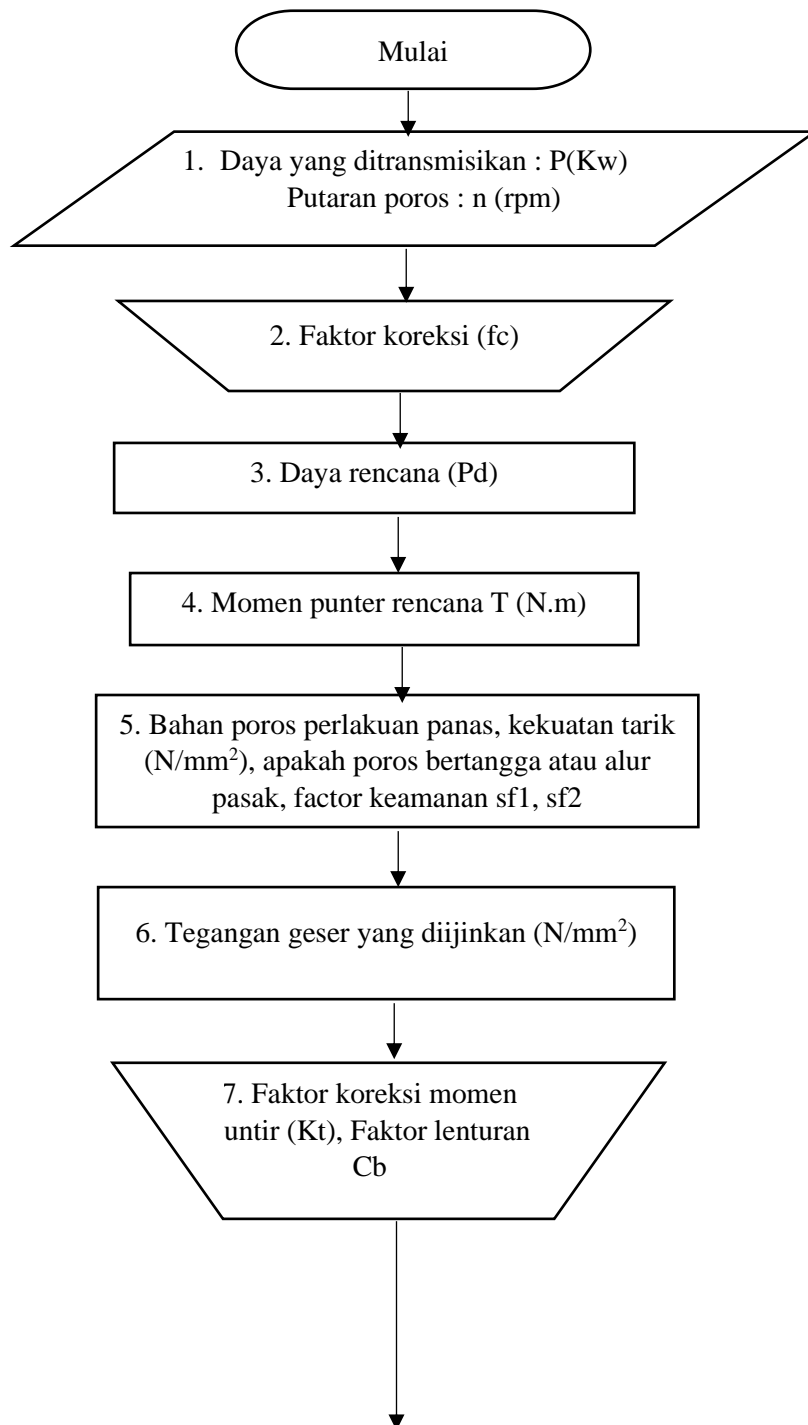 Mulai
1. Daya yang ditransmisikan : P(Kw)
Putaran poros : n (rpm)
2. Faktor koreksi (fc)
3. Daya rencana (Pd)
4. Momen punter rencana T (N.m)
5. Bahan poros perlakuan panas, kekuatan tarik
(N/mm²), apakah poros bertangga atau alur
pasak, factor keamanan sf1, sf2
6. Tegangan geser yang diijinkan (N/mm²)
7. Faktor koreksi momen
untir (Kt), Faktor lenturan
Cb